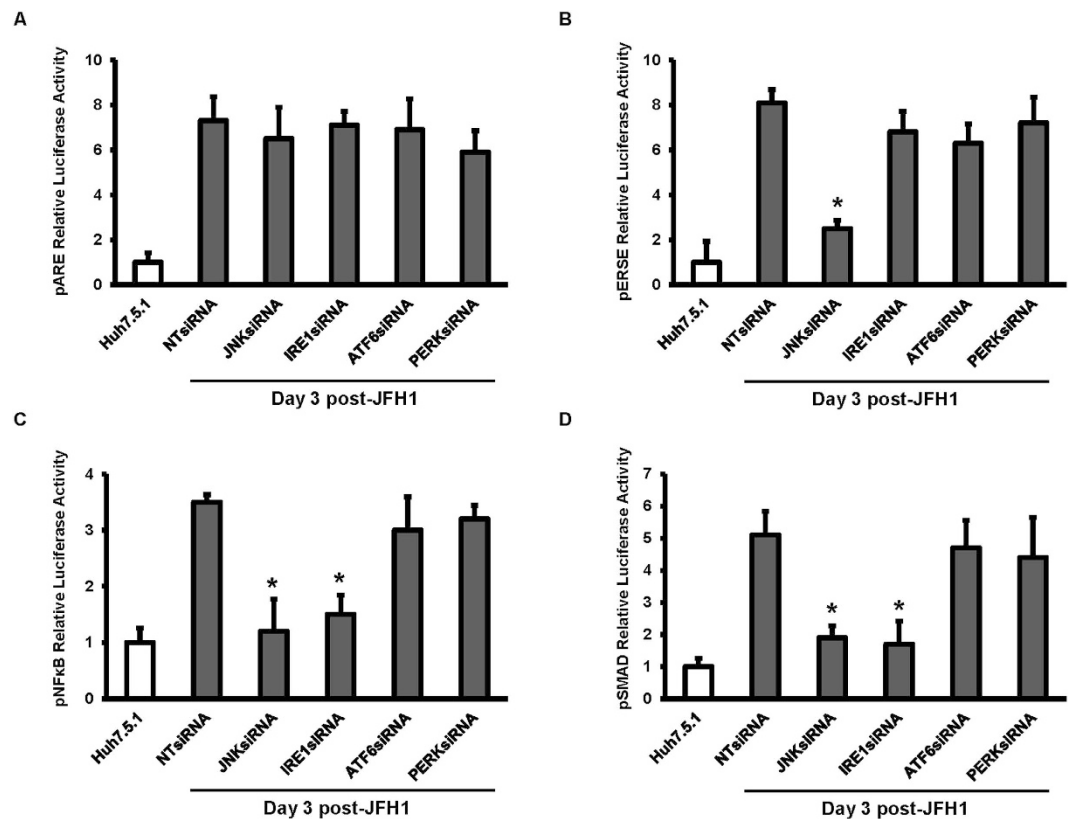 A
pARE Relative Luciferase Activity
10
8
6
4
2
0
Huh7.5.1
NTsiRNA
JNKsiRNA
IRE1siRNA
ATF6siRNA
PERKsiRNA
Day 3 post-JFH1
B
pERSE Relative Luciferase Activity
10
8
6
4
2
0
*
Huh7.5.1
NTsiRNA
JNKsiRNA
IRE1siRNA
ATF6siRNA
PERKsiRNA
Day 3 post-JFH1
C
pNFκB Relative Luciferase Activity
4
3
2
1
0
*
*
Huh7.5.1
NTsiRNA
JNKsiRNA
IRE1siRNA
ATF6siRNA
PERKsiRNA
Day 3 post-JFH1
D
pSMAD Relative Luciferase Activity
7
6
5
4
3
2
1
0
*
*
Huh7.5.1
NTsiRNA
JNKsiRNA
IRE1siRNA
ATF6siRNA
PERKsiRNA
Day 3 post-JFH1